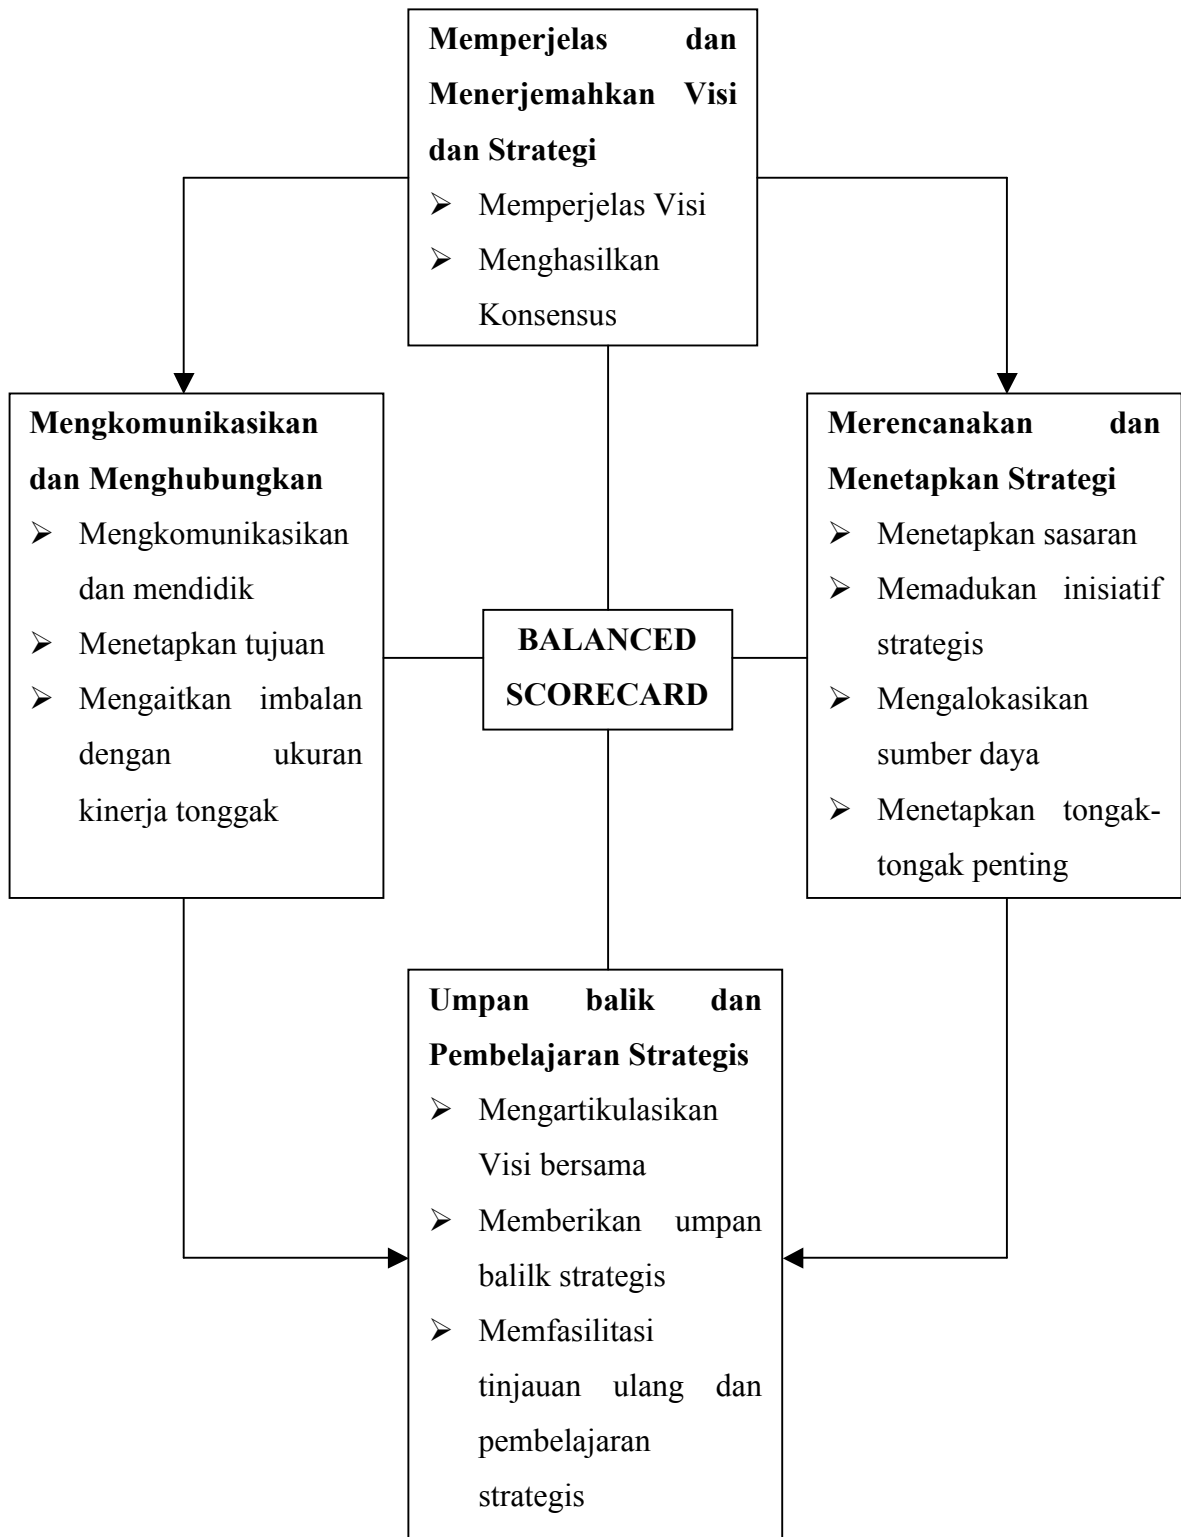 Memperjelas dan
Menerjemahkan Visi
dan Strategi
➢ Memperjelas Visi
➢ Menghasilkan
Konsensus
Mengkomunikasikan
dan Menghubungkan
➢ Mengkomunikasikan
dan mendidik
➢ Menetapkan tujuan
➢ Mengaitkan imbalan
dengan ukuran
kinerja tonggak
BALANCED
SCORECARD
Merencanakan dan
Menetapkan Strategi
➢ Menetapkan sasaran
➢ Memadukan inisiatif
strategis
➢ Mengalokasikan
sumber daya
➢ Menetapkan tongak-
tongak penting
Umpan balik dan
Pembelajaran Strategis
➢ Mengartikulasikan
Visi bersama
➢ Memberikan umpan
balilk strategis
➢ Memfasilitasi
tinjauan ulang dan
pembelajaran
strategis